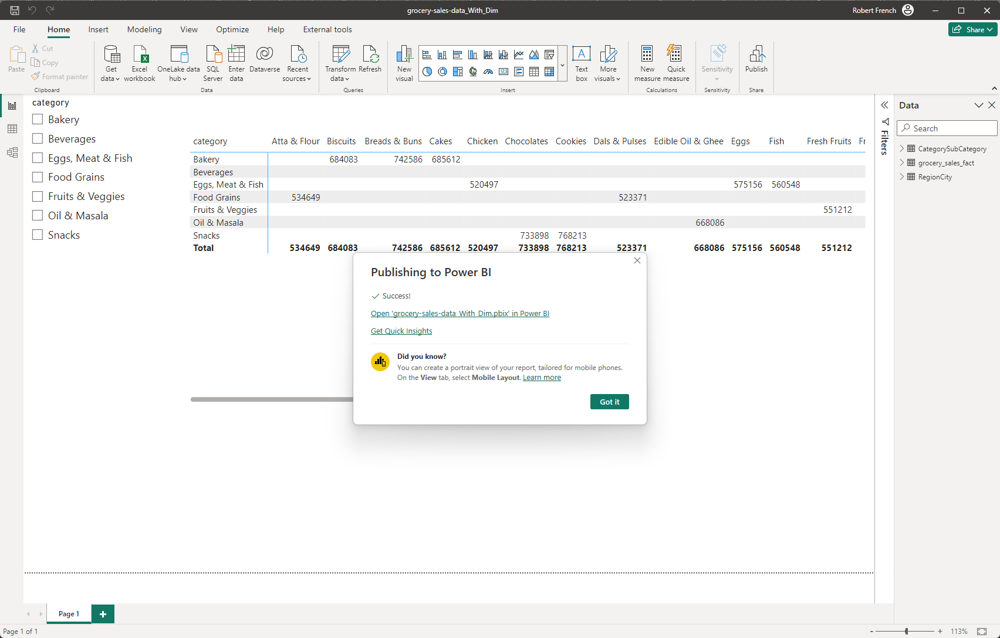 grocery-sales-data_With_Dim
Robert French
File Home Insert Modeling View Optimize Help External tools
Share
Paste
Cut
Copy
Format painter
Clipboard
Get data
Excel workbook
OneLake data hub
SQL Server
Enter data
Dataverse
Recent sources
Data
Transform data
Refresh
Queries
New visual
Text box
More visuals
Insert
New measure
Quick measure
Calculations
Sensitivity
Sensitivity
Publish
Share
category
Bakery
Beverages
Eggs, Meat & Fish
Food Grains
Fruits & Veggies
Oil & Masala
Snacks
category Atta & Flour Biscuits Breads & Buns Cakes Chicken Chocolates Cookies Dals & Pulses Edible Oil & Ghee Eggs Fish Fresh Fruits Fr
Bakery 684083 742586 685612
Beverages
Eggs, Meat & Fish 520497 575156 560548
Food Grains 534649 523371
Fruits & Veggies 551212
Oil & Masala 668086
Snacks 733898 768213
Total 534649 684083 742586 685612 520497 733898 768213 523371 668086 575156 560548 551212
Publishing to Power BI
Success!
Open 'grocery-sales-data_With_Dim.pbix' in Power BI
Get Quick Insights
Did you know?
You can create a portrait view of your report, tailored for mobile phones.
On the View tab, select Mobile Layout. Learn more
Got it
Filters
Data
Search
CategorySubCategory
grocery_sales_fact
RegionCity
Page 1
+
Page 1 of 1
- + 113%